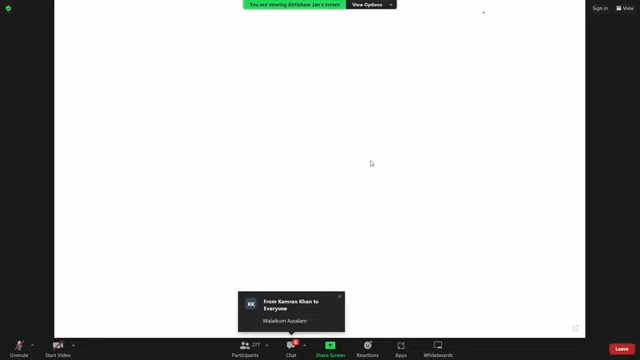 You are viewing Ahtisham Jan's screen
View Options
Sign in
View
KK
From Kamran Khan to
Everyone
Walaikum Assalam
Unmute
Start Video
Participants
277
Chat
Share Screen
Reactions
Apps
Whiteboards
Leave